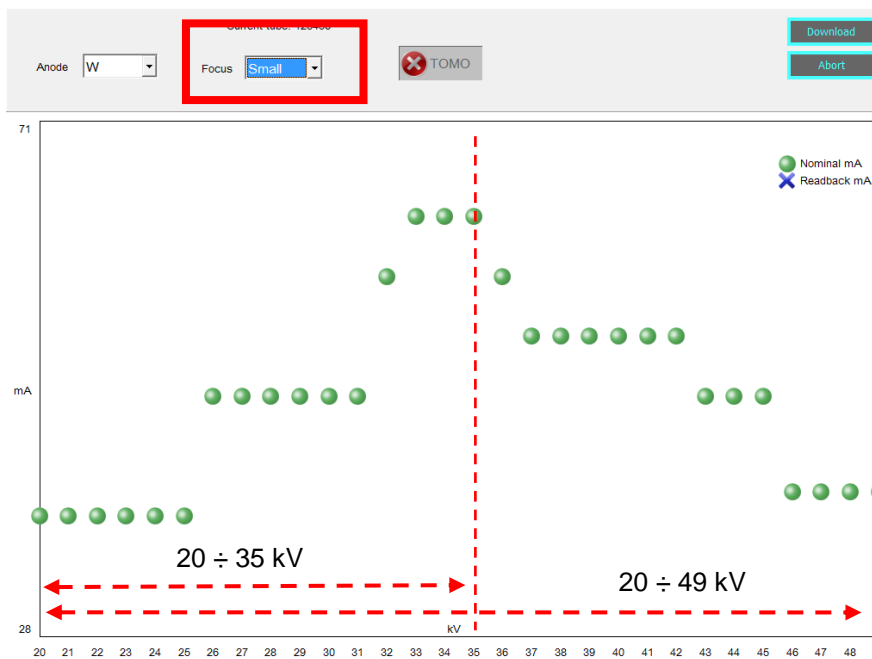 Download
Anode W Focus Small TOMO
Abort
71
Nominal mA
Readback mA
mA
20 ÷ 35 kV
20 ÷ 49 kV
28
kV
20 21 22 23 24 25 26 27 28 29 30 31 32 33 34 35 36 37 38 39 40 41 42 43 44 45 46 47 48